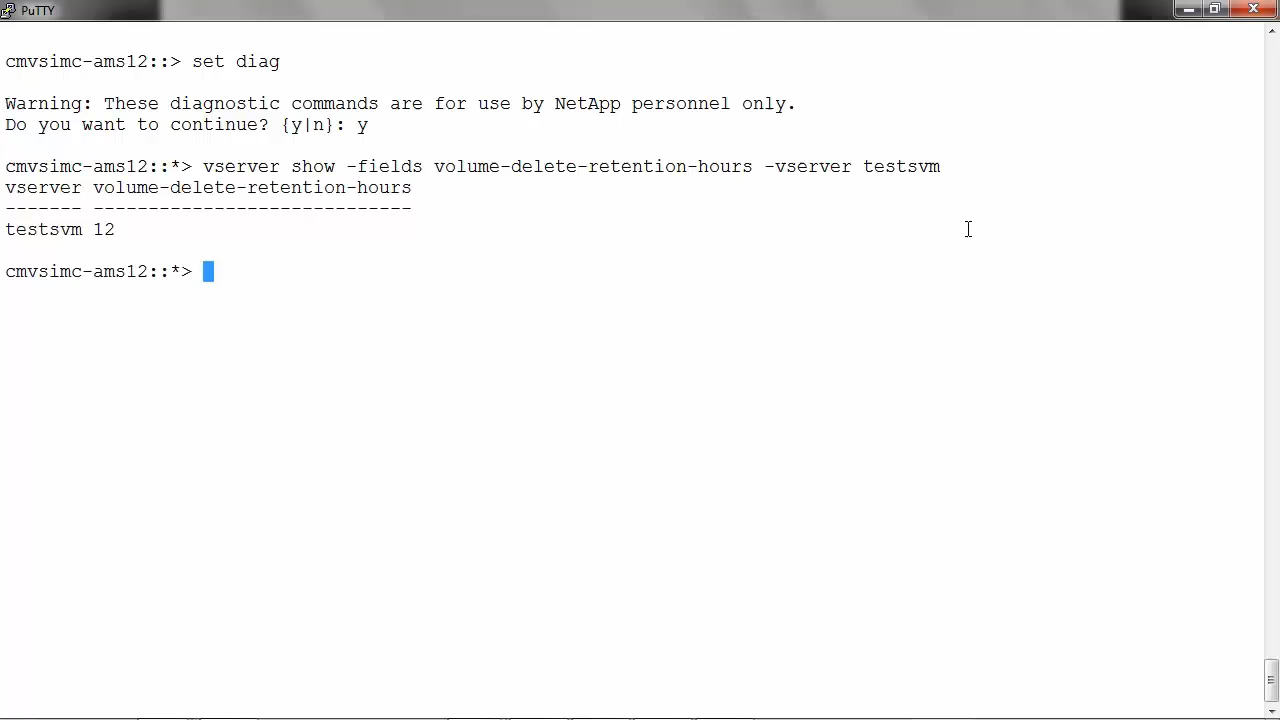 PuTTY
cmvsimc-ams12::> set diag
Warning: These diagnostic commands are for use by NetApp personnel only.
Do you want to continue? {y|n}: y
cmvsimc-ams12::*> vserver show -fields volume-delete-retention-hours -vserver testsvm
vserver volume-delete-retention-hours
------- -----------------------------
testsvm 12
cmvsimc-ams12::*>